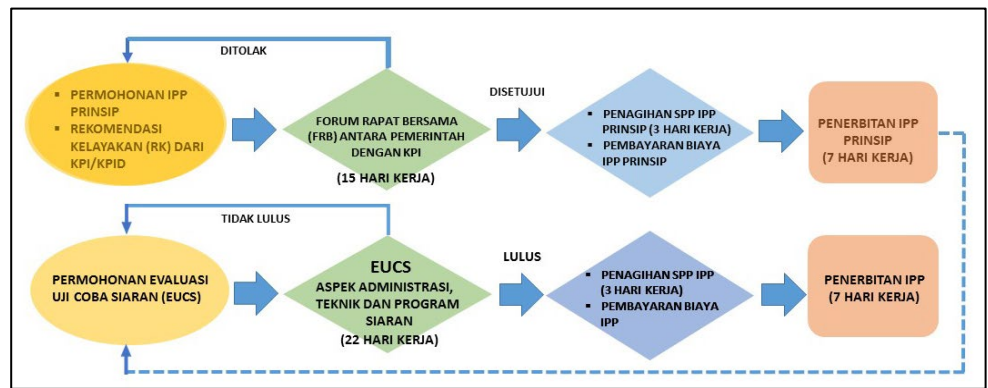 DITOLAK
▪ PERMOHONAN IPP
PRINSIP
▪ REKOMENDASI
KELAYAKAN (RK) DARI
KPI/KPID
FORUM RAPAT BERSAMA
(FRB) ANTARA PEMERINTAH
DENGAN KPI
(15 HARI KERJA)
DISETUJUI
▪ PENAGIHAN SPP IPP
PRINSIP (3 HARI KERJA)
▪ PEMBAYARAN BIAYA
IPP PRINSIP
PENERBITAN IPP
PRINSIP
(7 HARI KERJA)
TIDAK LULUS
PERMOHONAN EVALUASI
UJI COBA SIARAN (EUCS)
EUCS
ASPEK ADMINISTRASI,
TEKNIK DAN PROGRAM
SIARAN
(22 HARI KERJA)
LULUS
▪ PENAGIHAN SPP IPP
(3 HARI KERJA)
▪ PEMBAYARAN BIAYA
IPP
PENERBITAN IPP
(7 HARI KERJA)